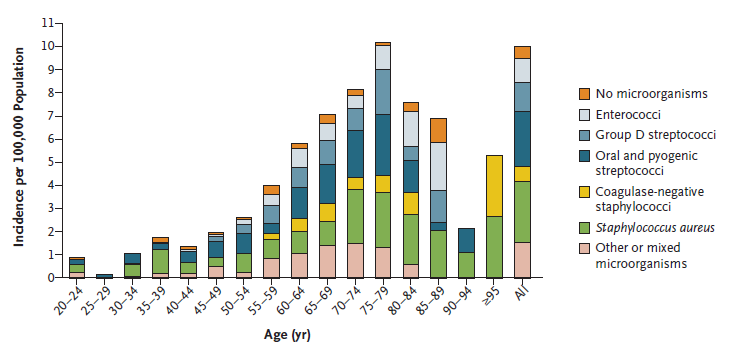 11
10
9
8
7
6
5
4
3
2
1
0
Incidence per 100,000 Population
20–24
25–29
30–34
35–39
40–44
45–49
50–54
55–59
60–64
65–69
70–74
75–79
80–84
85–89
90–94
≥95
All
Age (yr)
No microorganisms
Enterococci
Group D streptococci
Oral and pyogenic
streptococci
Coagulase-negative
staphylococci
Staphylococcus aureus
Other or mixed
microorganisms